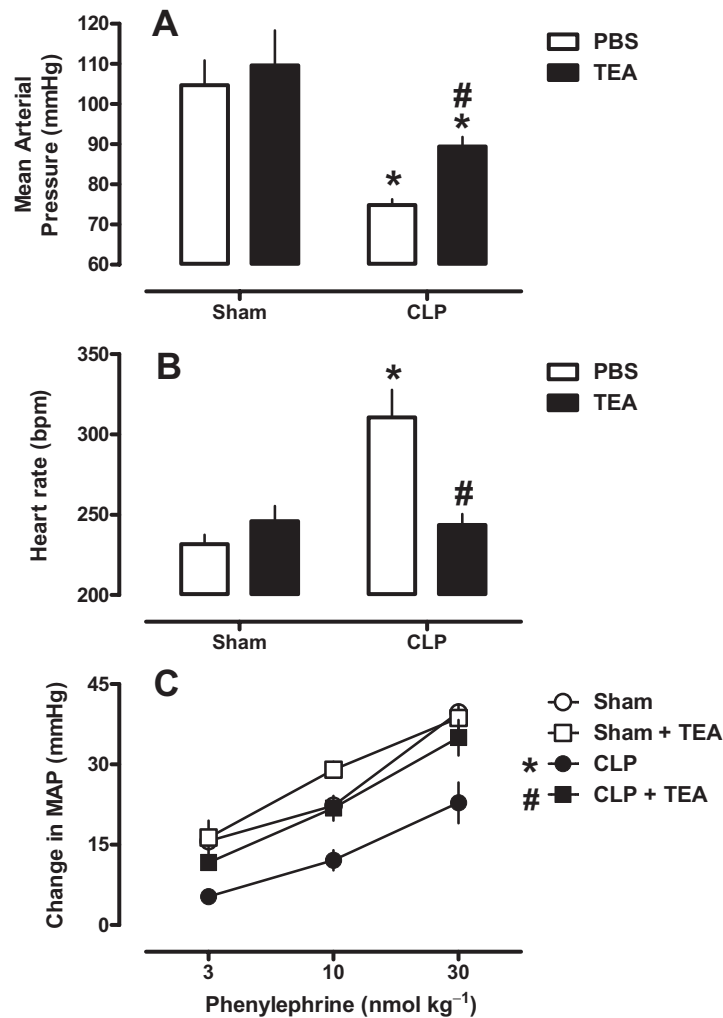 A
120
110
100
90
80
70
60
Mean Arterial
Pressure (mmHg)
PBS
TEA
*
#
*
Sham
CLP
B
350
300
250
200
Heart rate (bpm)
PBS
TEA
*
#
Sham
CLP
C
45
30
15
0
Change in MAP (mmHg)
Sham
Sham + TEA
* CLP
# CLP + TEA
3
10
30
Phenylephrine (nmol kg⁻¹)